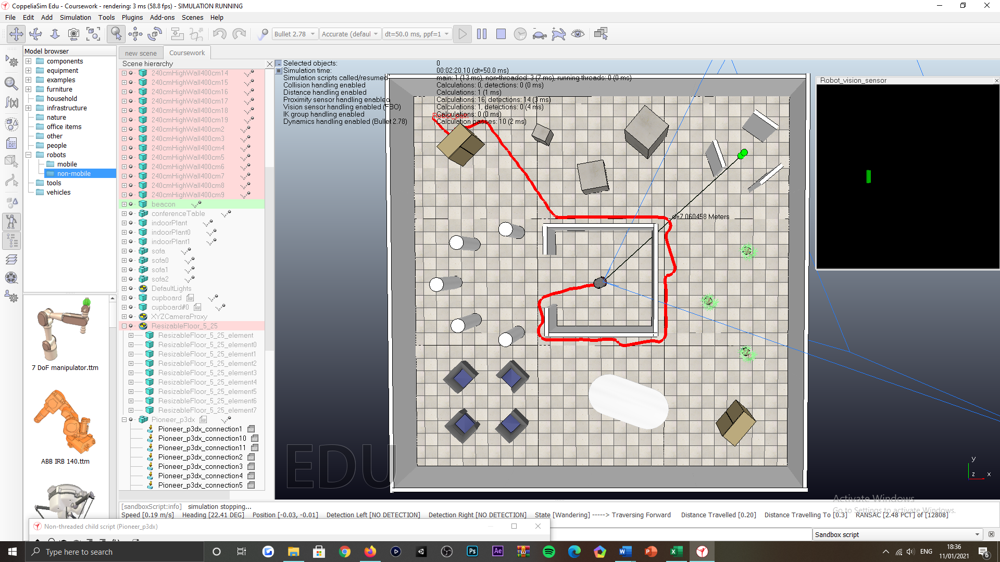 CoppeliaSim Edu - Coursework - rendering: 3 ms (58.8 fps) - SIMULATION RUNNING
File Edit Add Simulation Tools Plugins Add-ons Scenes Help
Bullet 2.78 Accurate (defaul dt=50.0 ms, ppf=1
Model browser
components
equipment
examples
furniture
household
infrastructure
nature
office items
other
people
robots
mobile
non-mobile
tools
vehicles
7 DoF manipulator.ttm
ABB IRB 140.ttm
new scene Coursework
Scene hierarchy
240cmHighWall400cm14
240cmHighWall400cm15
240cmHighWall400cm16
240cmHighWall400cm17
240cmHighWall400cm18
240cmHighWall400cm19
240cmHighWall400cm2
240cmHighWall400cm3
240cmHighWall400cm4
240cmHighWall400cm5
240cmHighWall400cm6
240cmHighWall400cm7
240cmHighWall400cm8
240cmHighWall400cm9
beacon
conferenceTable
indoorPlant
indoorPlant0
indoorPlant1
sofa
sofa0
sofa1
sofa2
DefaultLights
cupboard
cupboard#0
XYZCameraProxy
ResizableFloor_5_25
ResizableFloor_5_25_element
ResizableFloor_5_25_element0
ResizableFloor_5_25_element1
ResizableFloor_5_25_element2
ResizableFloor_5_25_element3
ResizableFloor_5_25_element4
ResizableFloor_5_25_element5
ResizableFloor_5_25_element6
ResizableFloor_5_25_element7
Pioneer_p3dx
Pioneer_p3dx_connection1
Pioneer_p3dx_connection10
Pioneer_p3dx_connection11
Pioneer_p3dx_connection2
Pioneer_p3dx_connection3
Pioneer_p3dx_connection4
Pioneer_p3dx_connection5
Selected objects: 0
Simulation time: 00:02:20.10 (dt=50.0 ms)
Simulation scripts called/resumed main: 1 (13 ms), non-threaded: 3 (7 ms), running threads: 0 (0 ms)
Collision handling enabled Calculations: 0, detections: 0 (0 ms)
Distance handling enabled Calculations: 1 (1 ms)
Proximity sensor handling enabled Calculations: 16, detections: 14 (3 ms)
Vision sensor handling enabled (FBO) Calculations: 1, detections: 0 (4 ms)
IK group handling enabled Calculations: 0 (0 ms)
Dynamics handling enabled (Bullet 2.78) Calculation passes: 10 (2 ms)
Robot_path
d=7.060458 Meters
EDU
Robot_vision_sensor
y
z x
Activate Windows
Go to Settings to activate Windows.
[sandboxScript:info] simulation stopping...
Speed [0.19 m/s] Heading [22.41 DEG] Position [-0.03, -0.01] Detection Left [NO DETECTION] Detection Right [NO DETECTION] State [Wandering] -----> Traversing Forward Distance Travelled [0.20] Distance Travelling To [0.3] RANSAC [2.48 PCT] of [12808]
Non-threaded child script (Pioneer_p3dx)
Sandbox script
Type here to search
Ps
Ae
ENG
18:36
11/01/2021
6